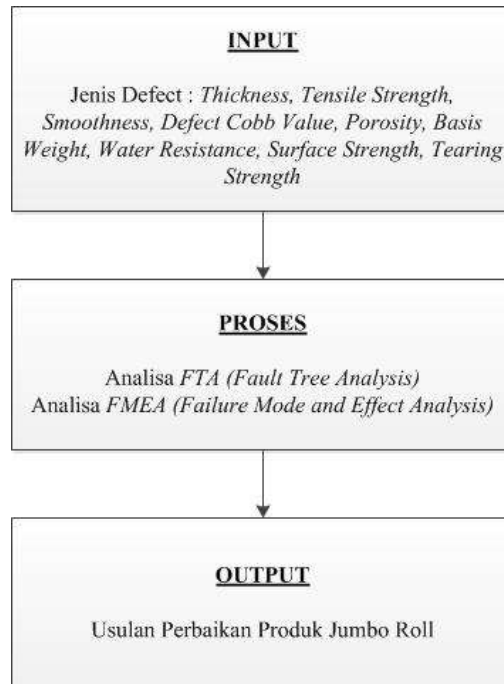 INPUT
Jenis Defect : Thickness, Tensile Strength,
Smoothness, Defect Cobb Value, Porosity, Basis
Weight, Water Resistance, Surface Strength, Tearing
Strength
PROSES
Analisa FTA (Fault Tree Analysis)
Analisa FMEA (Failure Mode and Effect Analysis)
OUTPUT
Usulan Perbaikan Produk Jumbo Roll